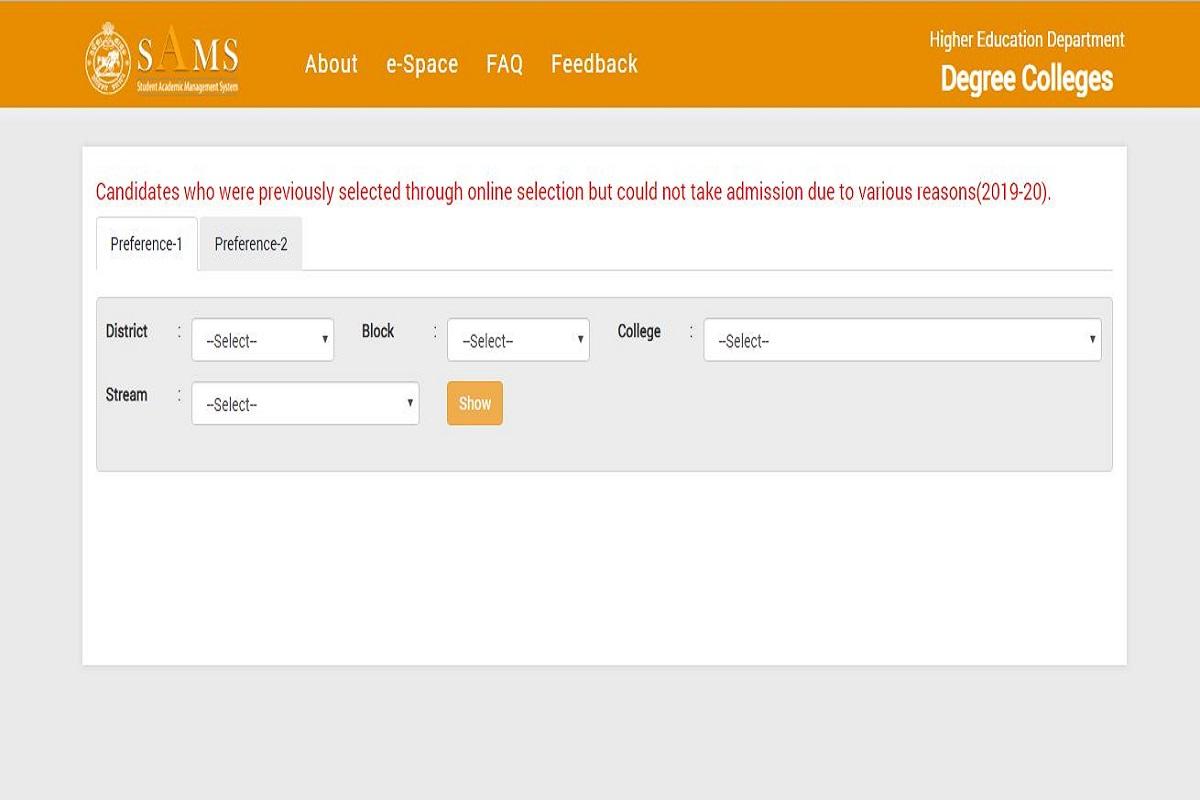 SAMS
Student Academic Management System
About e-Space FAQ Feedback
Higher Education Department
Degree Colleges
Candidates who were previously selected through online selection but could not take admission due to various reasons(2019-20).
Preference-1 Preference-2
District : --Select-- Block : --Select-- College : --Select--
Stream : --Select-- Show